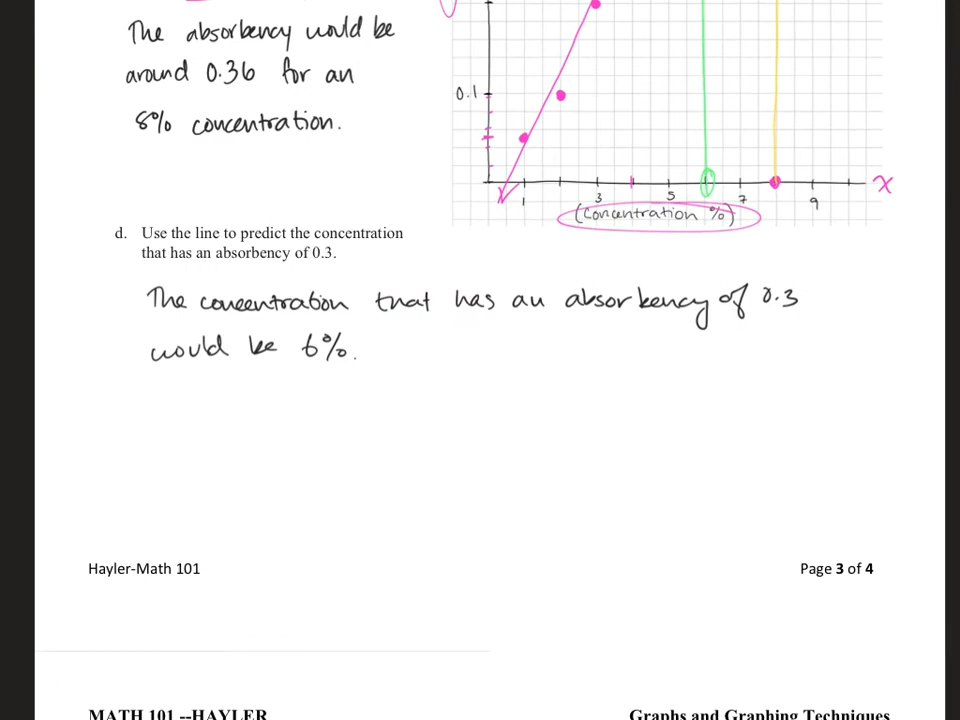 The absorbency would be
around 0.36 for an
8% concentration.
0.1
x
1
3
5
7
9
(Concentration %)
d. Use the line to predict the concentration
that has an absorbency of 0.3.
The concentration that has an absorbency of 0.3
would be 6%.
Hayler-Math 101
Page 3 of 4
MATH 101 --HAYLER
Graphs and Graphing Techniques